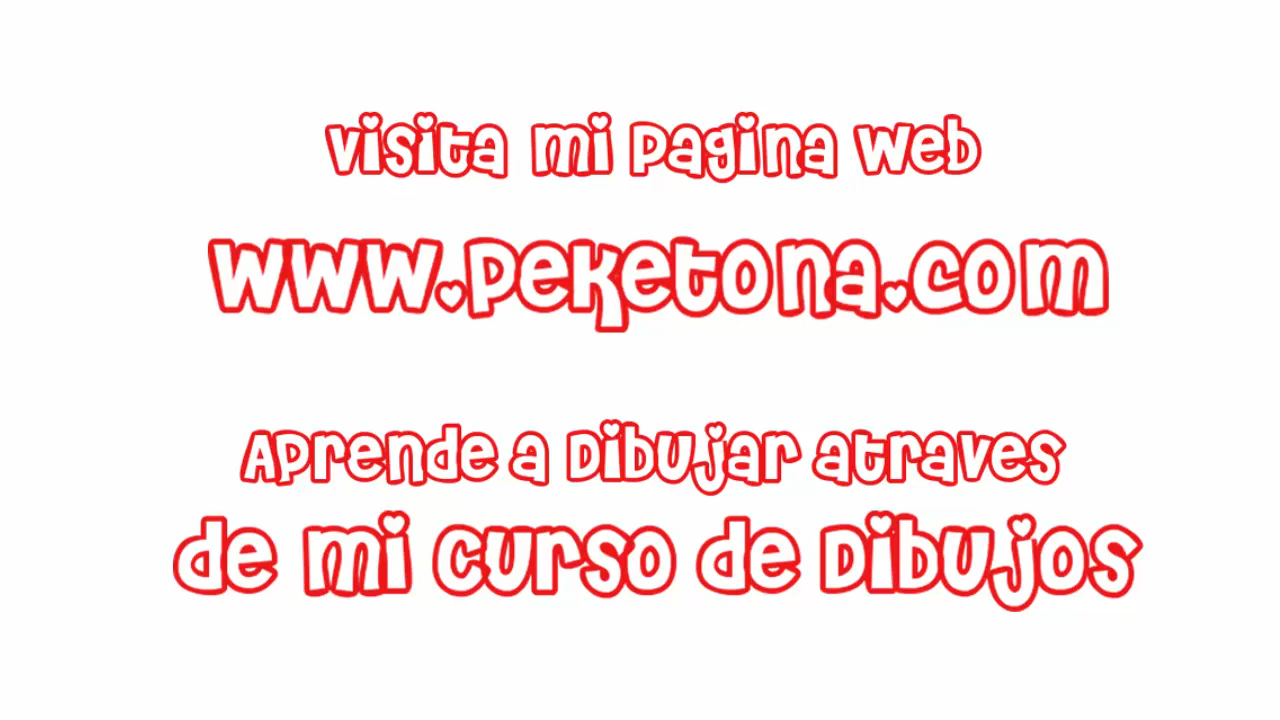 visita mi pagina web
www.peketona.com
Aprende a Dibujar atraves
de mi curso de Dibujos